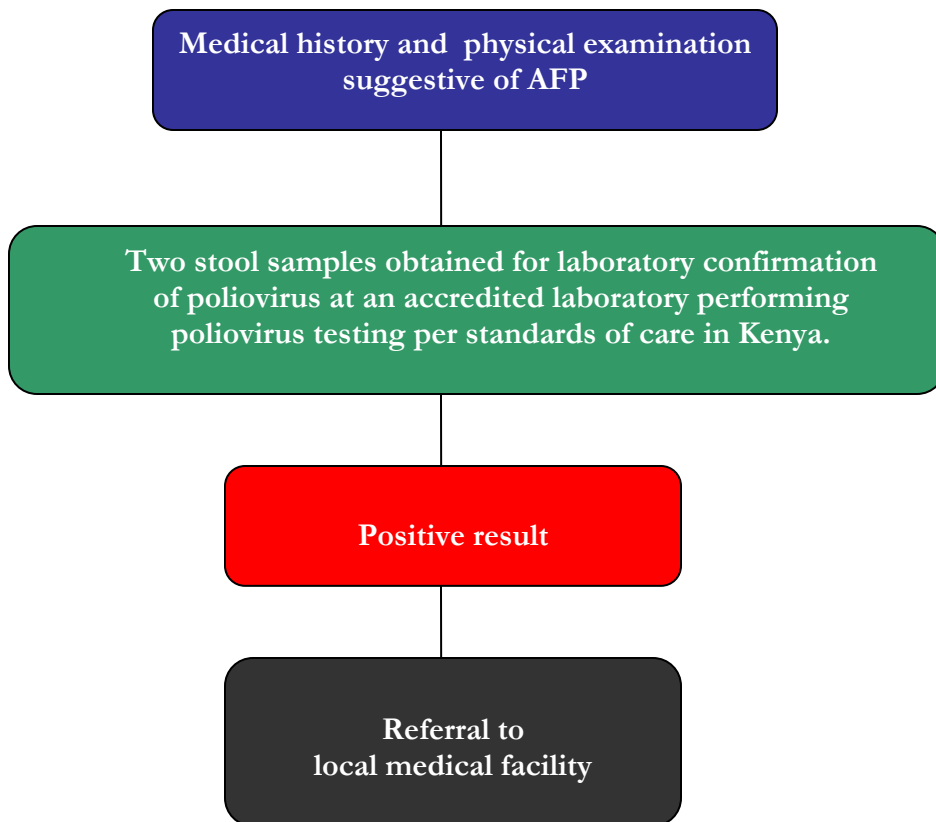 Medical history and physical examination
suggestive of AFP
Two stool samples obtained for laboratory confirmation
of poliovirus at an accredited laboratory performing
poliovirus testing per standards of care in Kenya.
Positive result
Referral to
local medical facility